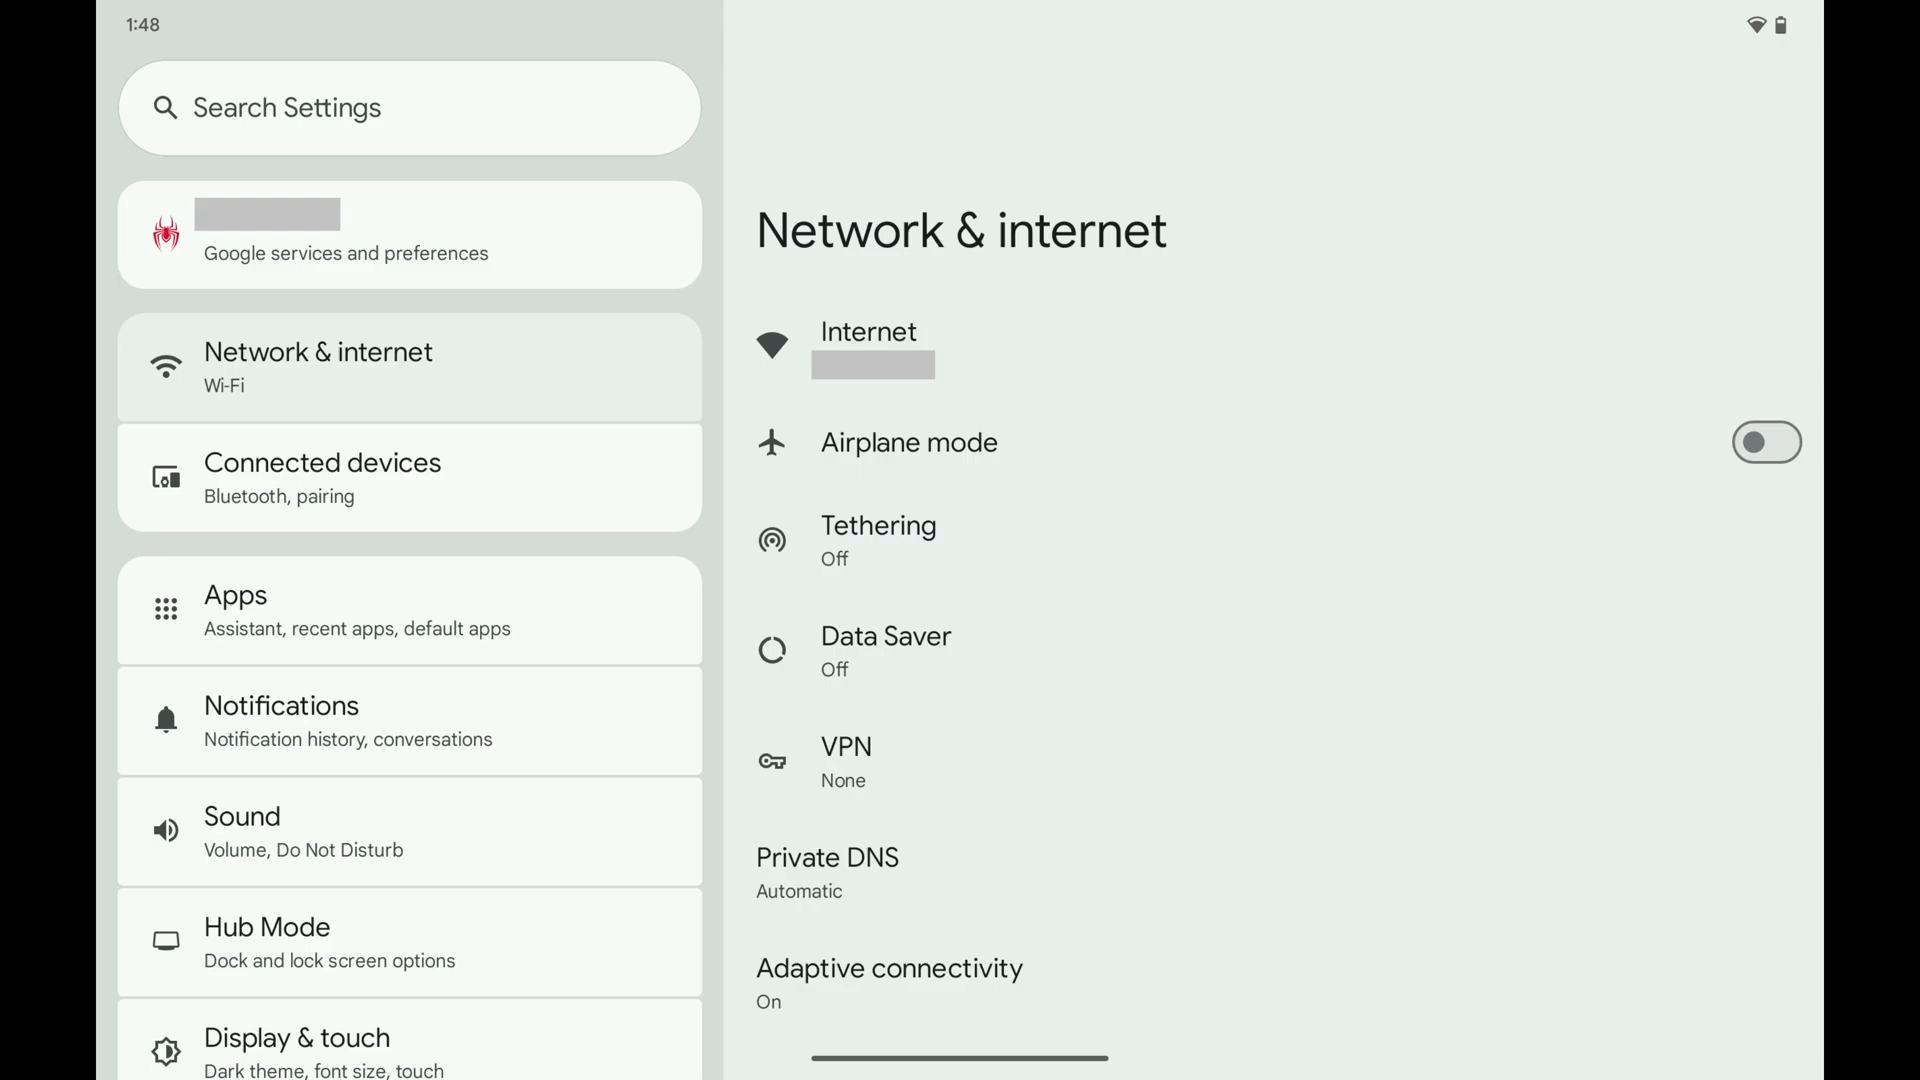 1:48
Search Settings
Google services and preferences
Network & internet
Wi-Fi
Connected devices
Bluetooth, pairing
Apps
Assistant, recent apps, default apps
Notifications
Notification history, conversations
Sound
Volume, Do Not Disturb
Hub Mode
Dock and lock screen options
Display & touch
Dark theme, font size, touch
Network & internet
Internet
Airplane mode
Tethering
Off
Data Saver
Off
VPN
None
Private DNS
Automatic
Adaptive connectivity
On